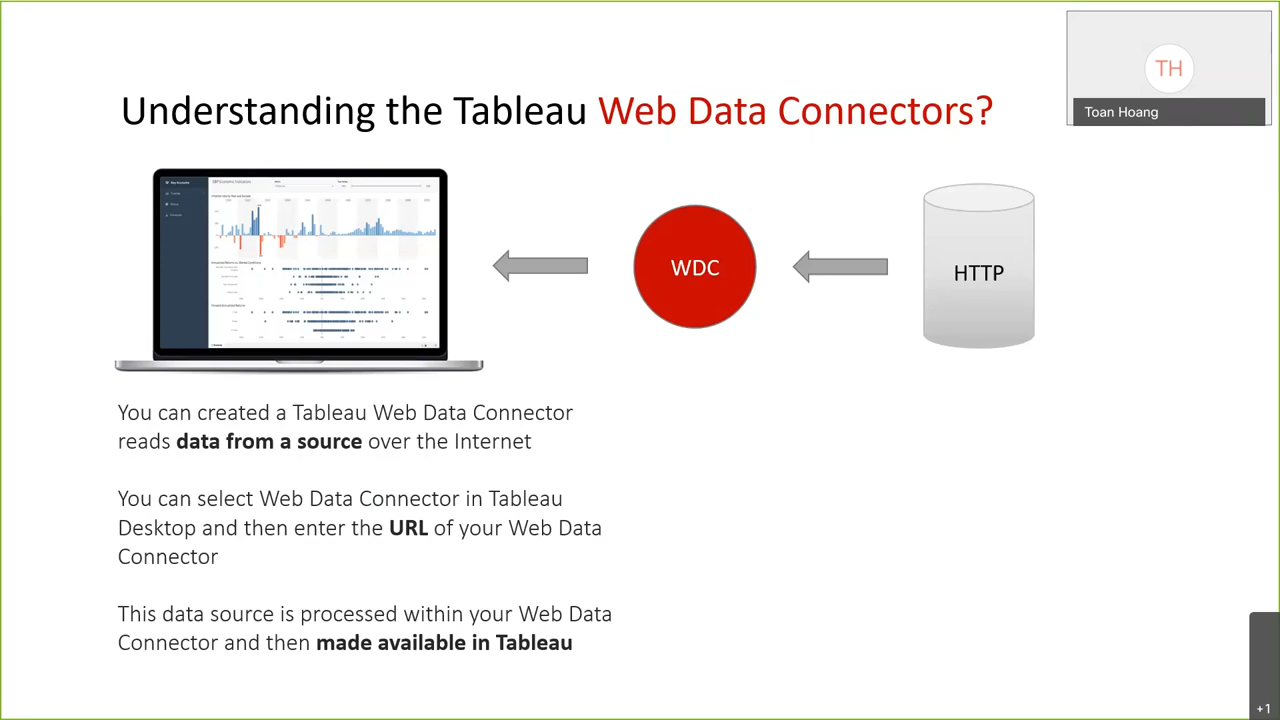 TH
Toan Hoang
Understanding the Tableau Web Data Connectors?
WDC
HTTP
You can created a Tableau Web Data Connector
reads data from a source over the Internet
You can select Web Data Connector in Tableau
Desktop and then enter the URL of your Web Data
Connector
This data source is processed within your Web Data
Connector and then made available in Tableau
+1